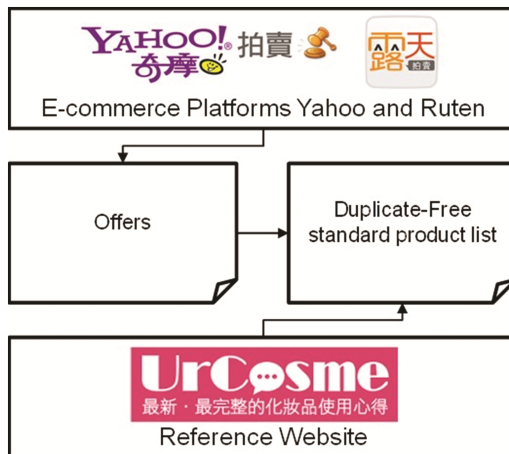 YAHOO!® 拍賣
奇摩
露天
拍賣
E-commerce Platforms Yahoo and Ruten
Offers
Duplicate-Free
standard product list
UrCosme
最新．最完整的化妝品使用心得
Reference Website